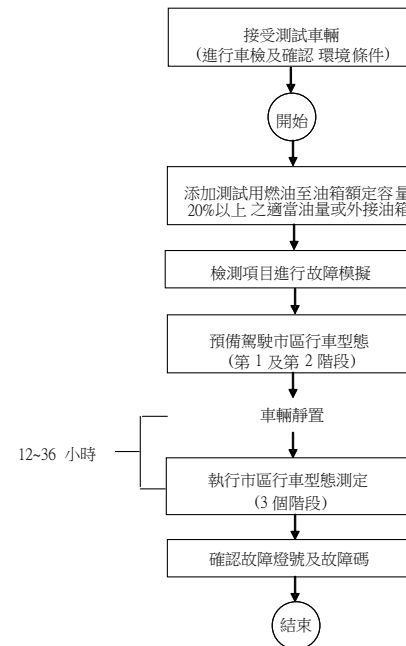 接受測試車輛
(進行車檢及確認 環境條件)
開始
添加測試用燃油至油箱額定容量
20%以上 之適當油量或外接油箱
檢測項目進行故障模擬
預備駕駛市區行車型態
(第 1 及第 2 階段)
車輛靜置
12~36 小時
執行市區行車型態測定
(3 個階段)
確認故障燈號及故障碼
結束